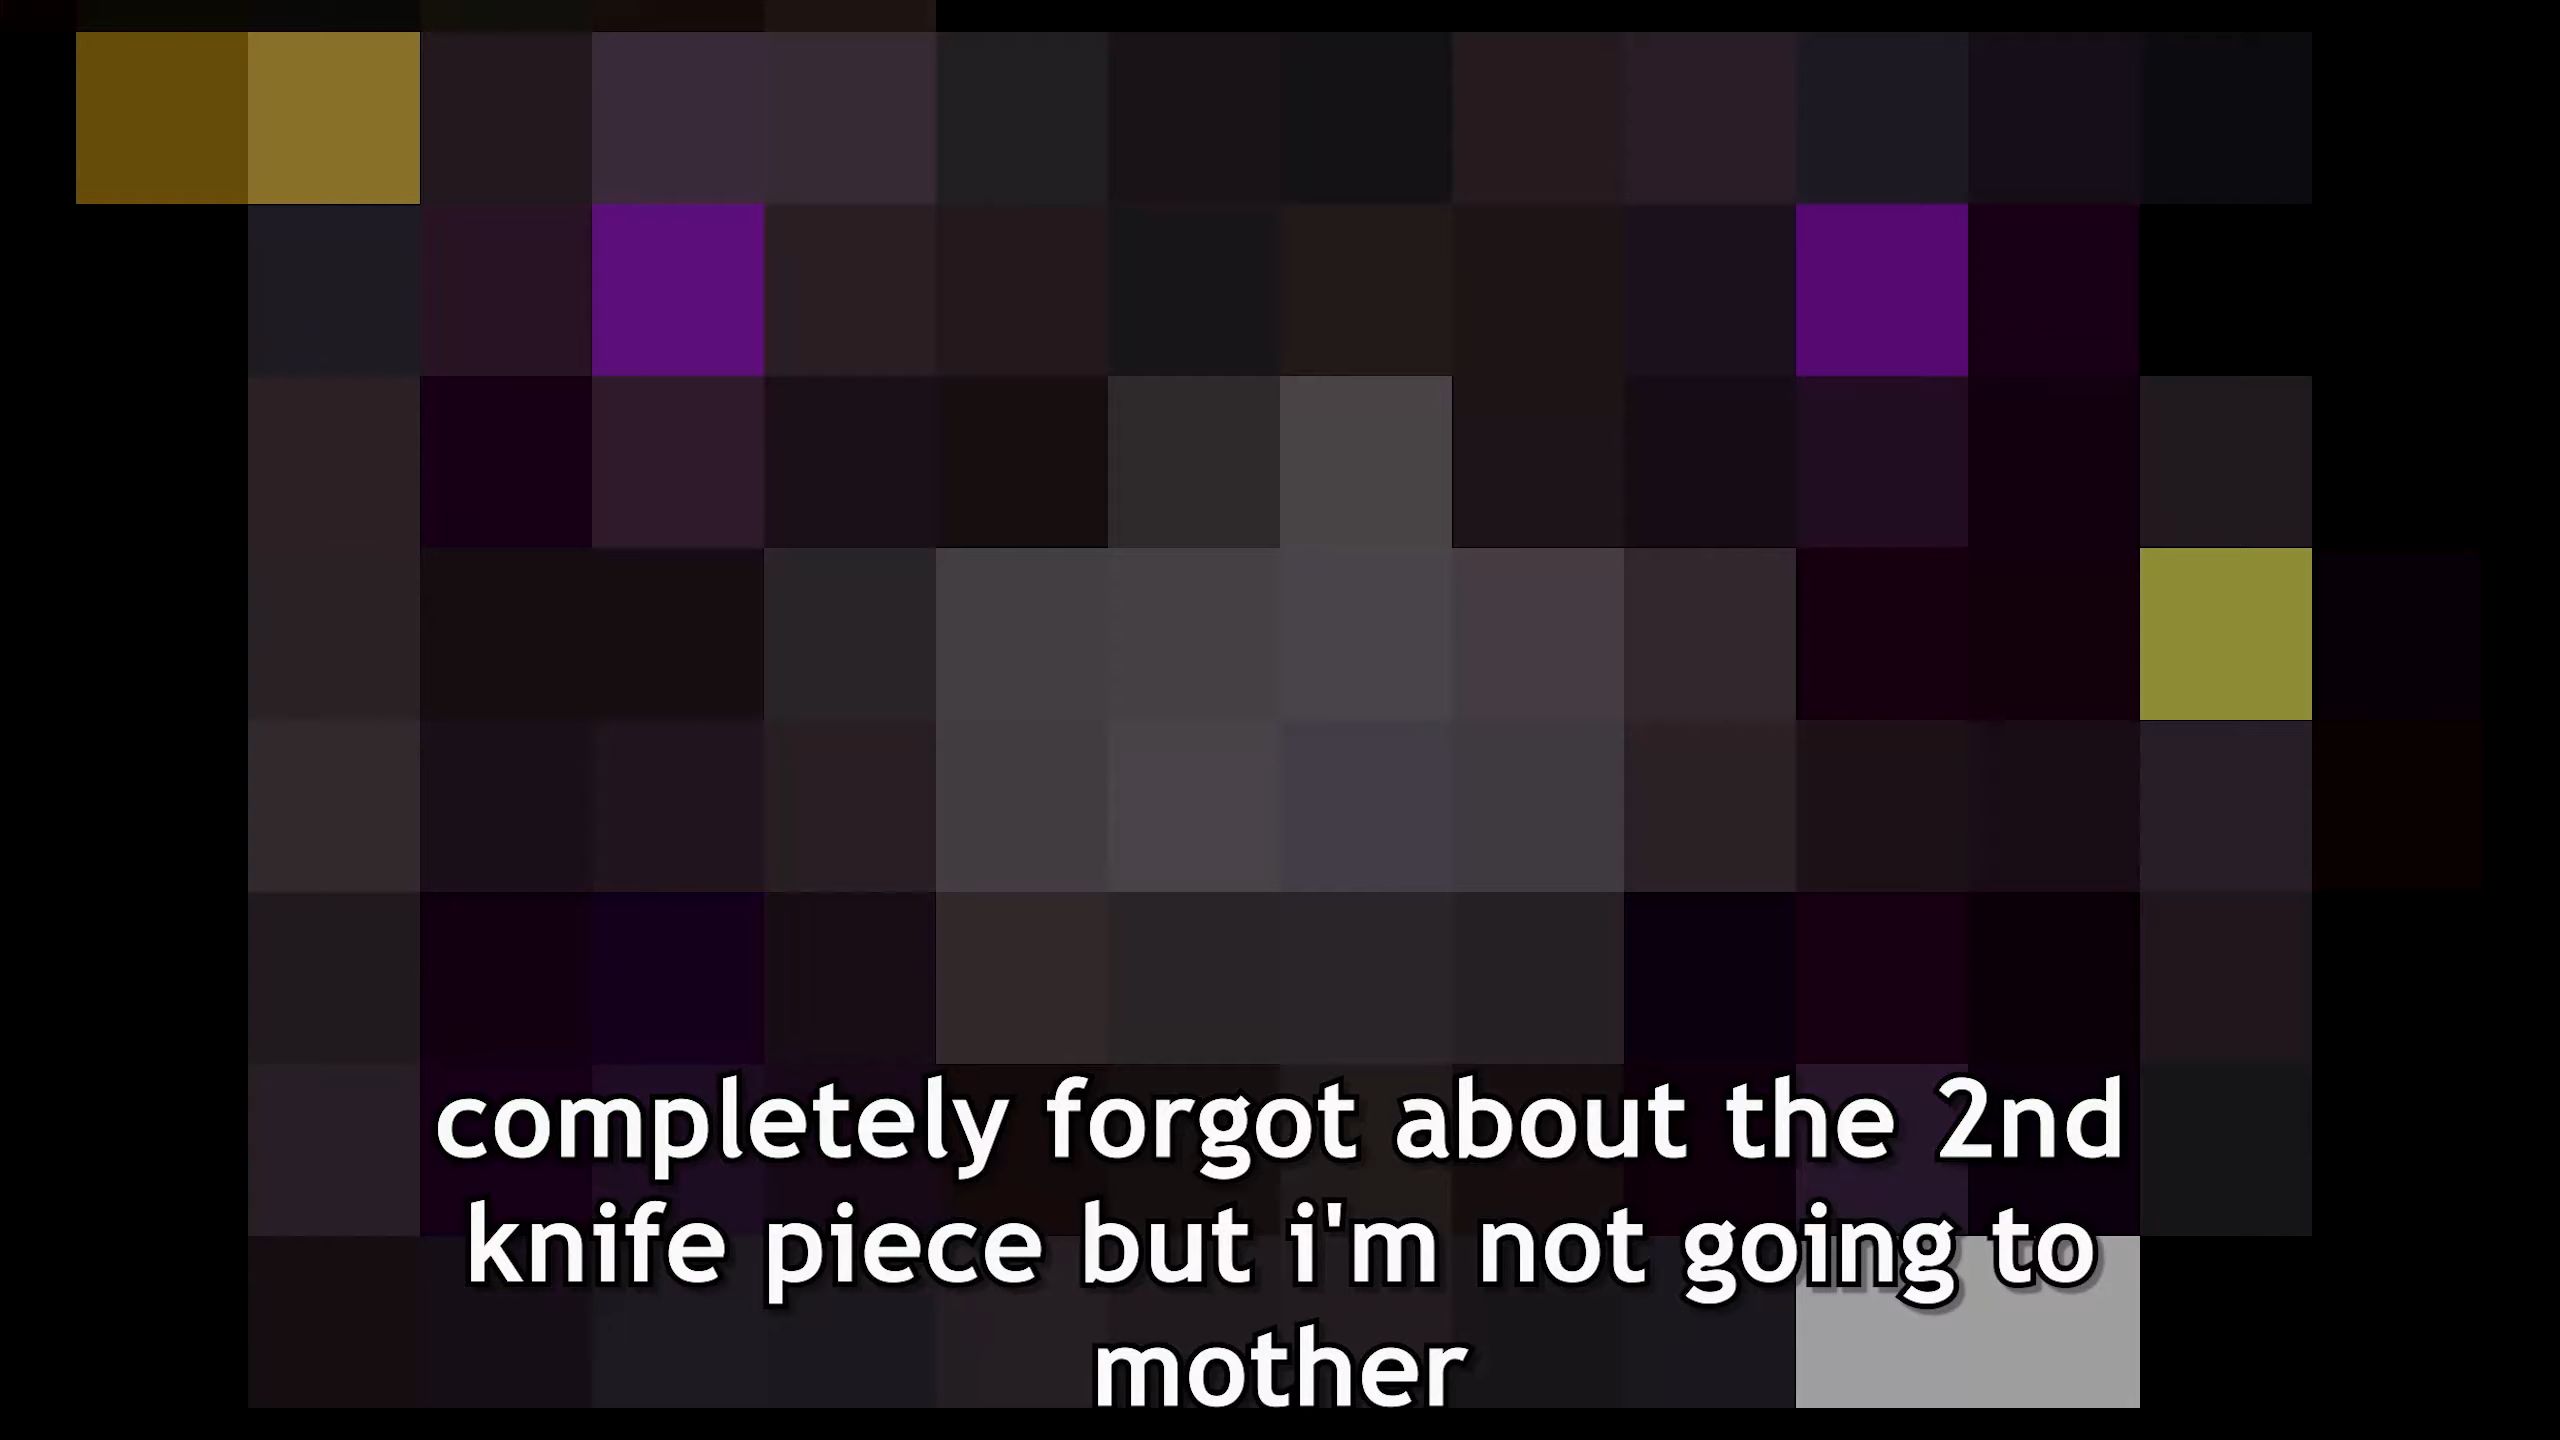 completely forgot about the 2nd
knife piece but i'm not going to
mother